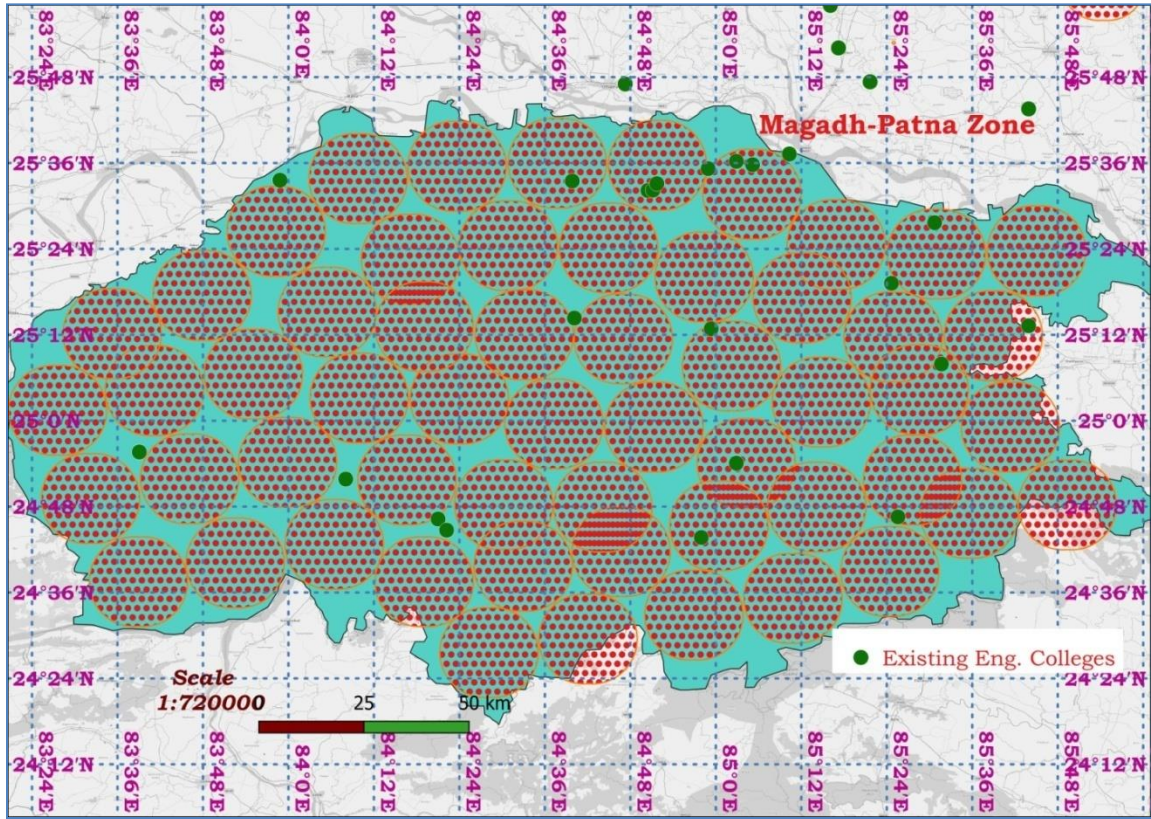 83°24′E 83°36′E 83°48′E 84°0′E 84°12′E 84°24′E 84°36′E 84°48′E 85°0′E 85°12′E 85°24′E 85°36′E 85°48′E
25°48′N 25°48′N
Magadh-Patna Zone
25°36′N 25°36′N
25°24′N 25°24′N
25°12′N 25°12′N
25°0′N 25°0′N
24°48′N 24°48′N
24°36′N 24°36′N
Existing Eng. Colleges
24°24′N 24°24′N
Scale
1:720000 0 25 50 km
24°12′N 24°12′N
83°24′E 83°36′E 83°48′E 84°0′E 84°12′E 84°24′E 84°36′E 84°48′E 85°0′E 85°12′E 85°24′E 85°36′E 85°48′E